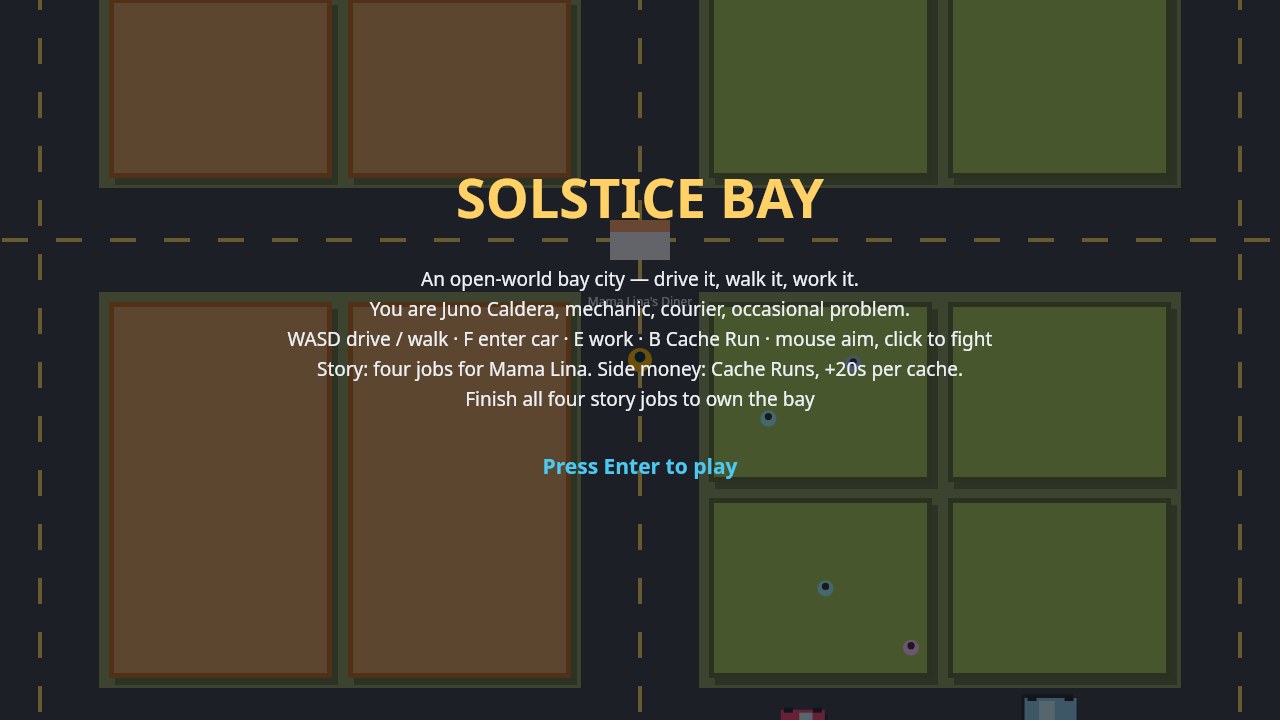 SOLSTICE BAY
An open-world bay city — drive it, walk it, work it.
Mama Lina's Diner
You are Juno Caldera, mechanic, courier, occasional problem.
WASD drive / walk · F enter car · E work · B Cache Run · mouse aim, click to fight
Story: four jobs for Mama Lina. Side money: Cache Runs, +20s per cache.
Finish all four story jobs to own the bay
Press Enter to play